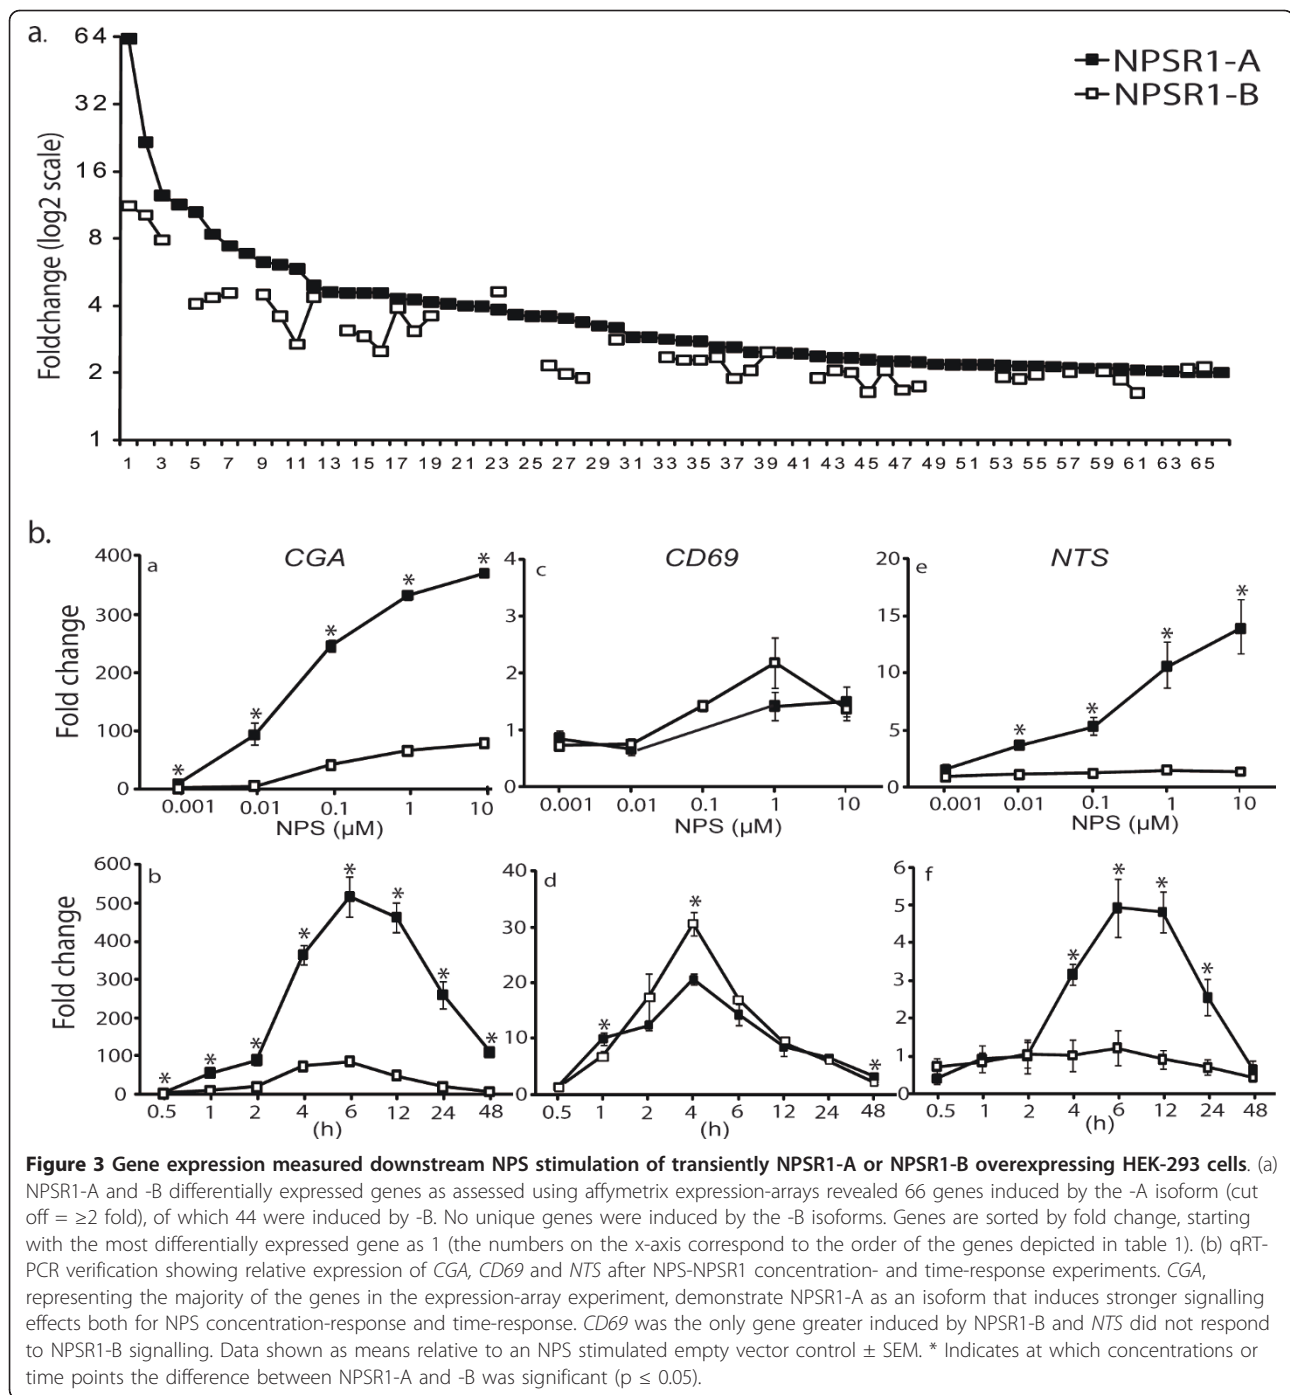 a.
64
32
16
8
4
2
1
Foldchange (log2 scale)
NPSR1-A
NPSR1-B
1 3 5 7 9 11 13 15 17 19 21 23 25 27 29 31 33 35 37 39 41 43 45 47 49 51 53 55 57 59 61 63 65
b.
a
CGA
400
300
200
100
0
Fold change
* * * * *
0.001 0.01 0.1 1 10
NPS (µM)
c
CD69
4
3
2
1
0
0.001 0.01 0.1 1 10
NPS (µM)
e
NTS
20
15
10
5
0
* * * *
0.001 0.01 0.1 1 10
NPS (µM)
b
600
500
400
300
200
100
0
Fold change
* * * * * * * *
0.5 1 2 4 6 12 24 48
(h)
d
40
30
20
10
0
* * *
0.5 1 2 4 6 12 24 48
(h)
f
6
5
4
3
2
1
0
* * * *
0.5 1 2 4 6 12 24 48
(h)
Figure 3 Gene expression measured downstream NPS stimulation of transiently NPSR1-A or NPSR1-B overexpressing HEK-293 cells. (a)
NPSR1-A and -B differentially expressed genes as assessed using affymetrix expression-arrays revealed 66 genes induced by the -A isoform (cut
off = ≥2 fold), of which 44 were induced by -B. No unique genes were induced by the -B isoforms. Genes are sorted by fold change, starting
with the most differentially expressed gene as 1 (the numbers on the x-axis correspond to the order of the genes depicted in table 1). (b) qRT-
PCR verification showing relative expression of CGA, CD69 and NTS after NPS-NPSR1 concentration- and time-response experiments. CGA,
representing the majority of the genes in the expression-array experiment, demonstrate NPSR1-A as an isoform that induces stronger signalling
effects both for NPS concentration-response and time-response. CD69 was the only gene greater induced by NPSR1-B and NTS did not respond
to NPSR1-B signalling. Data shown as means relative to an NPS stimulated empty vector control ± SEM. * Indicates at which concentrations or
time points the difference between NPSR1-A and -B was significant (p ≤ 0.05).